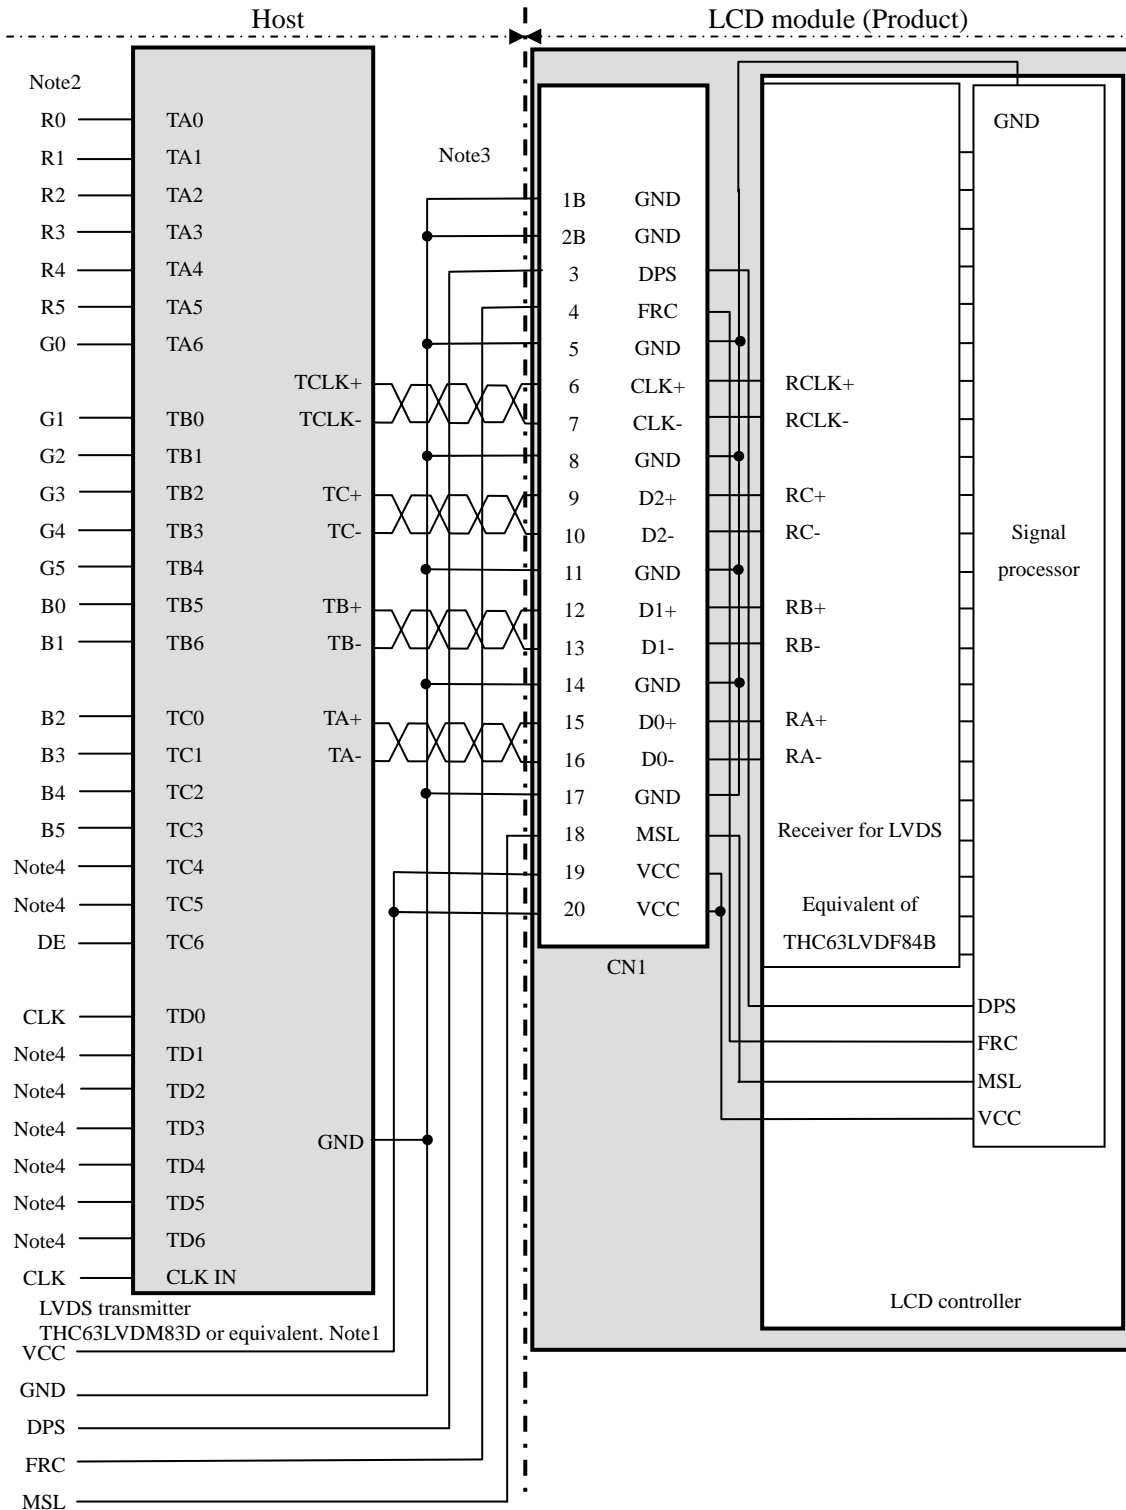 Host
LCD module (Product)
Note2
R0 TA0
R1 TA1
R2 TA2
R3 TA3
R4 TA4
R5 TA5
G0 TA6
TCLK+
G1 TB0 TCLK-
G2 TB1
G3 TB2 TC+
G4 TB3 TC-
G5 TB4
B0 TB5 TB+
B1 TB6 TB-
B2 TC0 TA+
B3 TC1 TA-
B4 TC2
B5 TC3
Note4 TC4
Note4 TC5
DE TC6
CLK TD0
Note4 TD1
Note4 TD2
Note4 TD3
GND
Note4 TD4
Note4 TD5
Note4 TD6
CLK CLK IN
LVDS transmitter
THC63LVDM83D or equivalent. Note1
VCC
GND
DPS
FRC
MSL
Note3
1B GND
2B GND
3 DPS
4 FRC
5 GND
6 CLK+
7 CLK-
8 GND
9 D2+
10 D2-
11 GND
12 D1+
13 D1-
14 GND
15 D0+
16 D0-
17 GND
18 MSL
19 VCC
20 VCC
CN1
RCLK+
RCLK-
RC+
RC-
RB+
RB-
RA+
RA-
Receiver for LVDS
Equivalent of
THC63LVDF84B
GND
Signal
processor
DPS
FRC
MSL
VCC
LCD controller